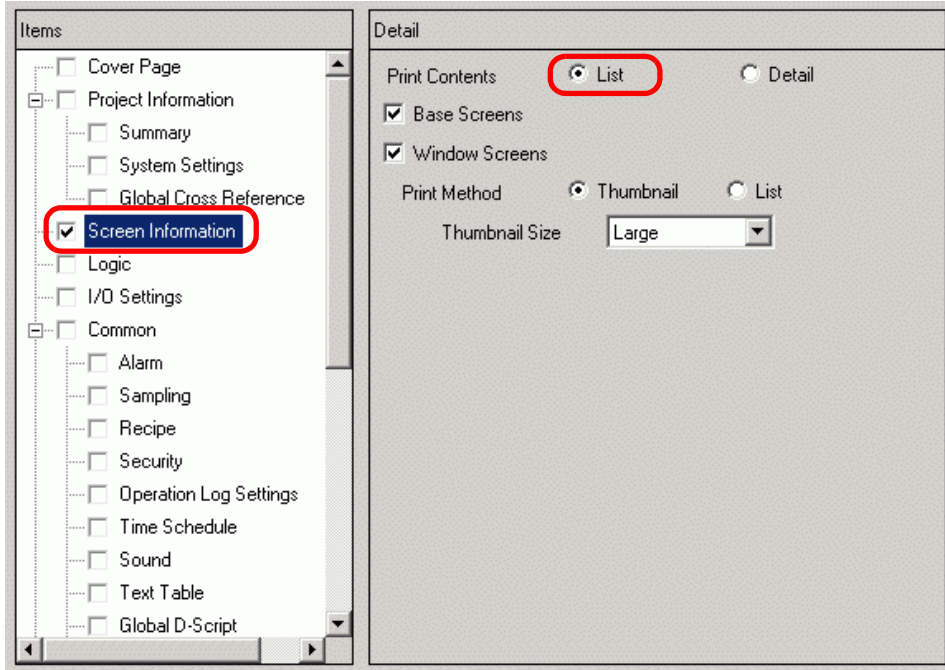 Items
Cover Page
Project Information
Summary
System Settings
Global Cross Reference
Screen Information
Logic
I/O Settings
Common
Alarm
Sampling
Recipe
Security
Operation Log Settings
Time Schedule
Sound
Text Table
Global D-Script
Detail
Print Contents List Detail
Base Screens
Window Screens
Print Method Thumbnail List
Thumbnail Size Large